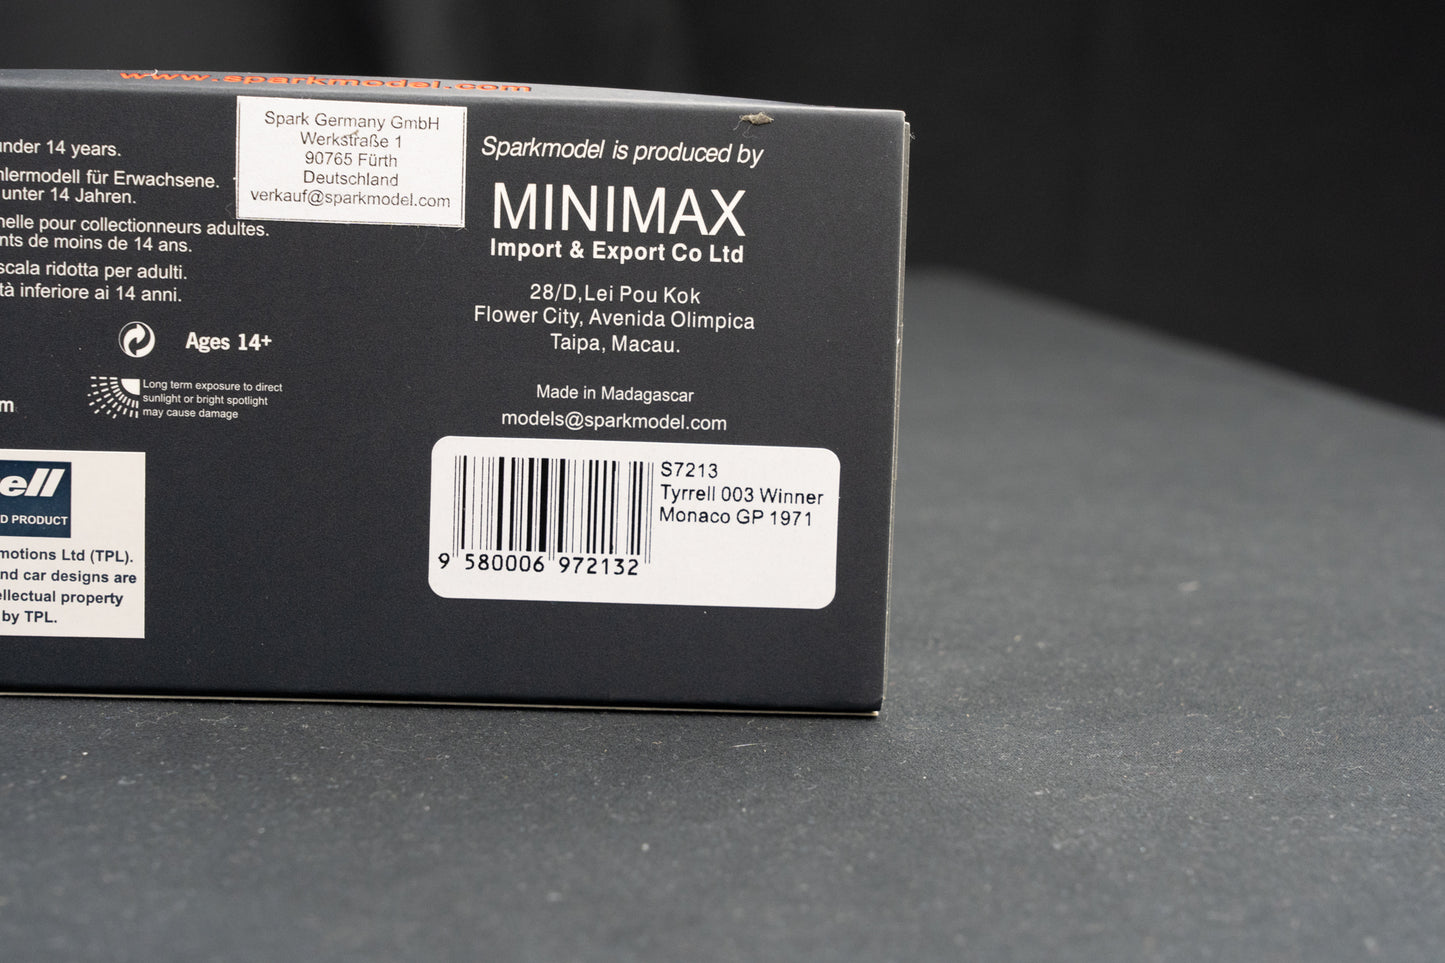 www.sparkmodel.com
under 14 years.
hlermodell für Erwachsene.
unter 14 Jahren.
nelle pour collectionneurs adultes.
nts de moins de 14 ans.
scala ridotta per adulti.
tà inferiore ai 14 anni.
Ages 14+
m
Long term exposure to direct
sunlight or bright spotlight
may cause damage
ell
D PRODUCT
motions Ltd (TPL).
nd car designs are
ellectual property
by TPL.
Spark Germany GmbH
Werkstraße 1
90765 Fürth
Deutschland
verkauf@sparkmodel.com
Sparkmodel is produced by
MINIMAX
Import & Export Co Ltd
28/D,Lei Pou Kok
Flower City, Avenida Olimpica
Taipa, Macau.
Made in Madagascar
models@sparkmodel.com
S7213
Tyrrell 003 Winner
Monaco GP 1971
9 580006 972132